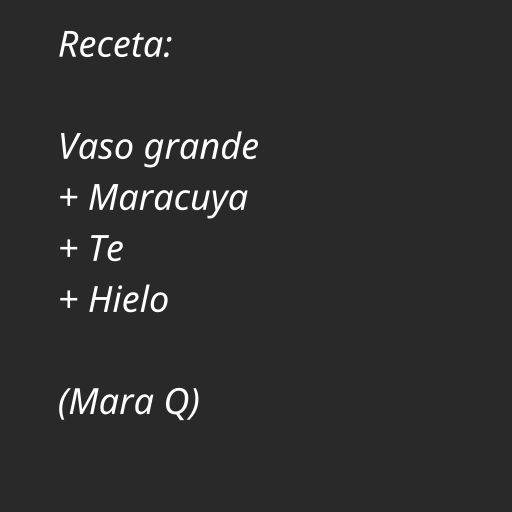 Receta:
Vaso grande
+ Maracuya
+ Te
+ Hielo
(Mara Q)